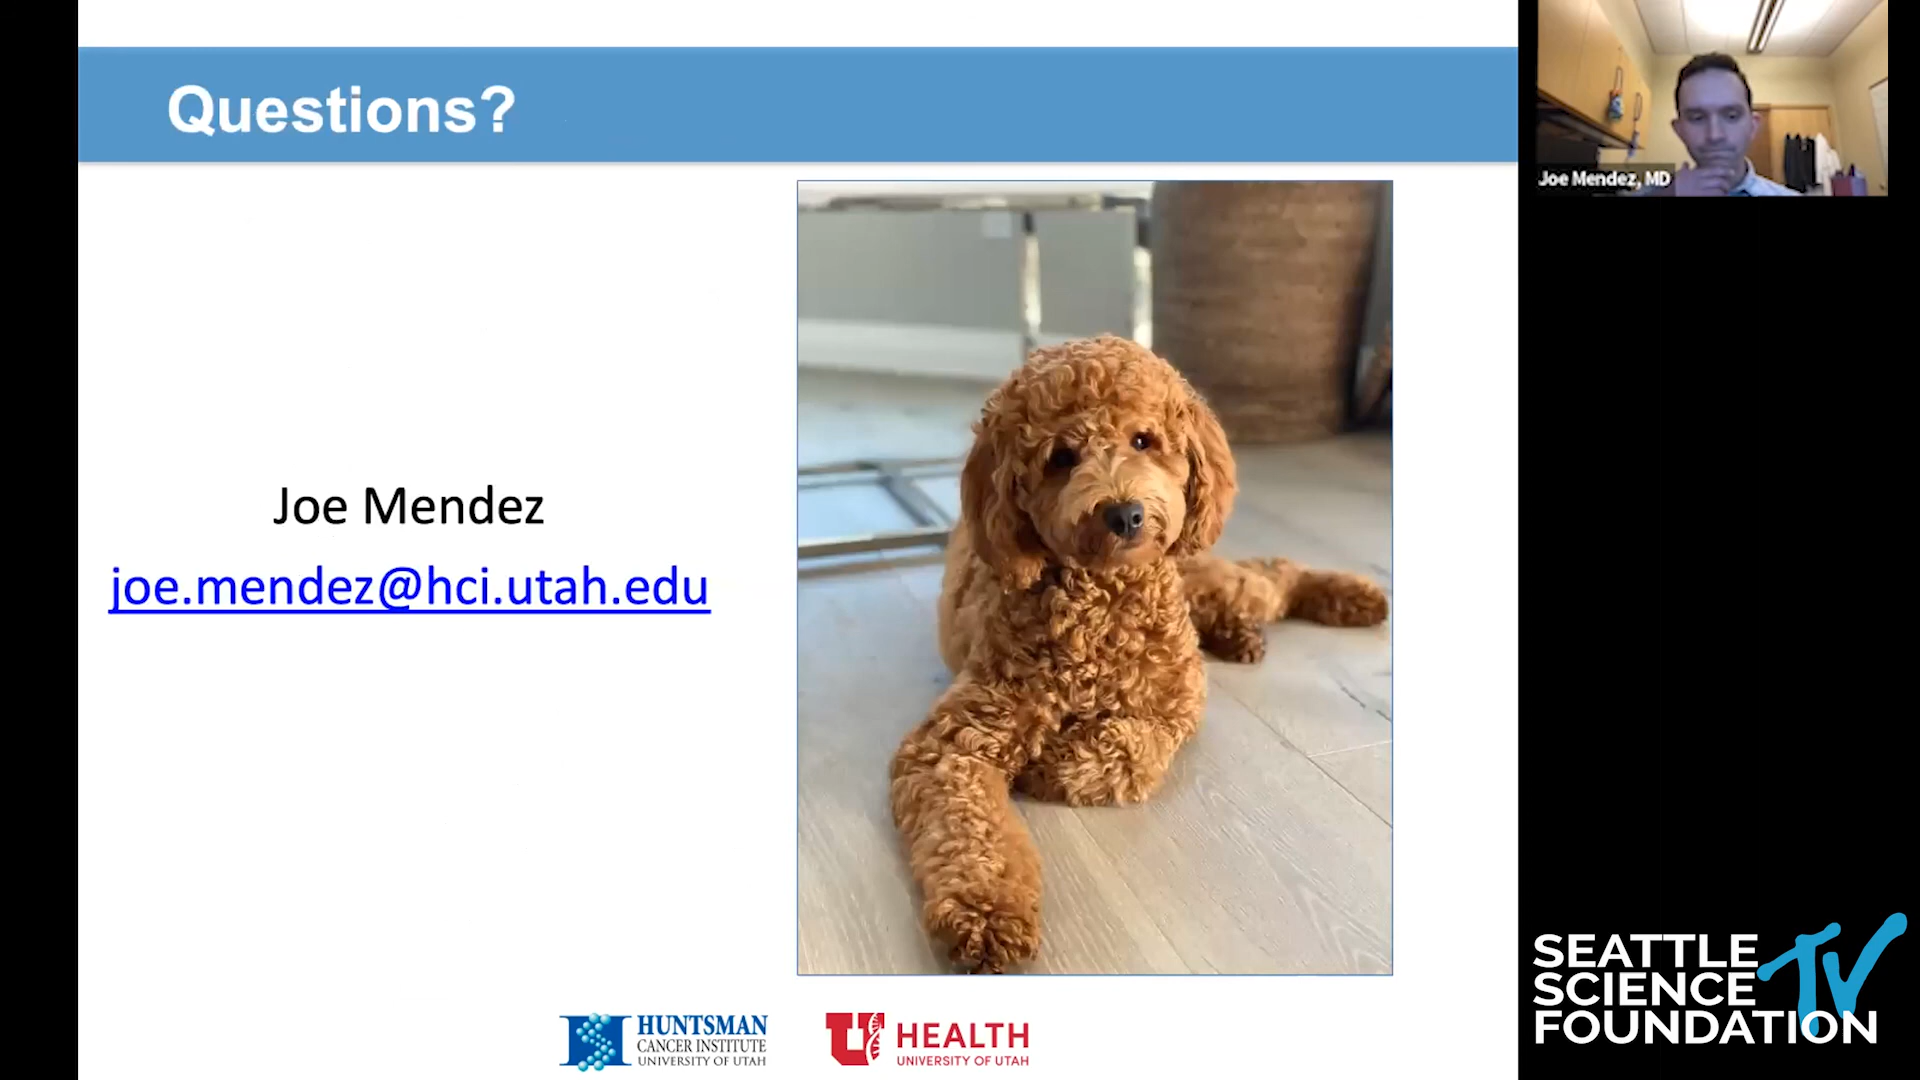 Questions?
Joe Mendez
joe.mendez@hci.utah.edu
HUNTSMAN
CANCER INSTITUTE
UNIVERSITY OF UTAH
U HEALTH
UNIVERSITY OF UTAH
Joe Mendez, MD
SEATTLE
SCIENCE TV
FOUNDATION